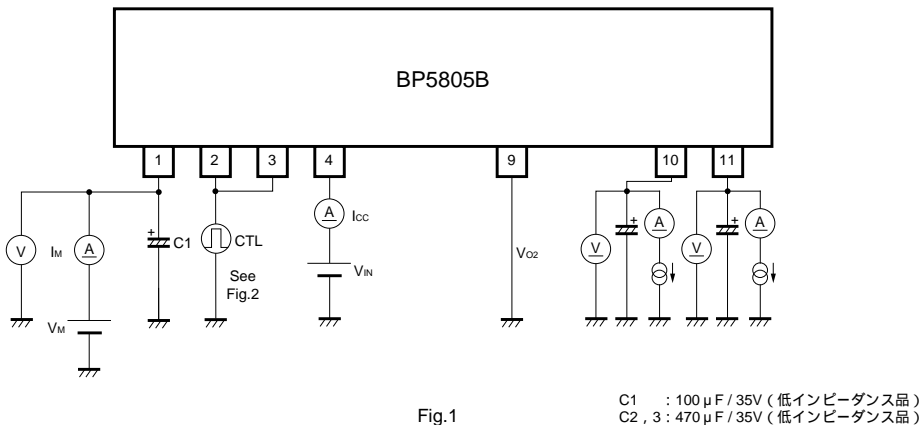 BP5805B
1 2 3 4 9 10 11
V IM A + C1 CTL A ICC V + A V + A
See
Fig.2
VIN VO2
VM
Fig.1
C1 : 100μF / 35V (低インピーダンス品)
C2 , 3 : 470μF / 35V (低インピーダンス品)